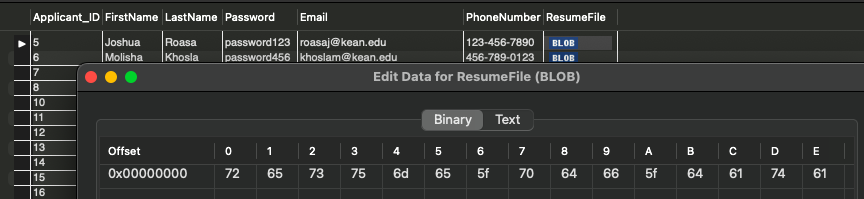 Applicant_ID FirstName LastName Password Email PhoneNumber ResumeFile
5 Joshua Roasa password123 roasaj@kean.edu 123-456-7890 BLOB
6 Molisha Khosla password456 khoslam@kean.edu 456-789-0123 BLOB
7
8
10
11
12
13
14
15
16
Edit Data for ResumeFile (BLOB)
Binary Text
Offset 0 1 2 3 4 5 6 7 8 9 A B C D E
0x00000000 72 65 73 75 6d 65 5f 70 64 66 5f 64 61 74 61